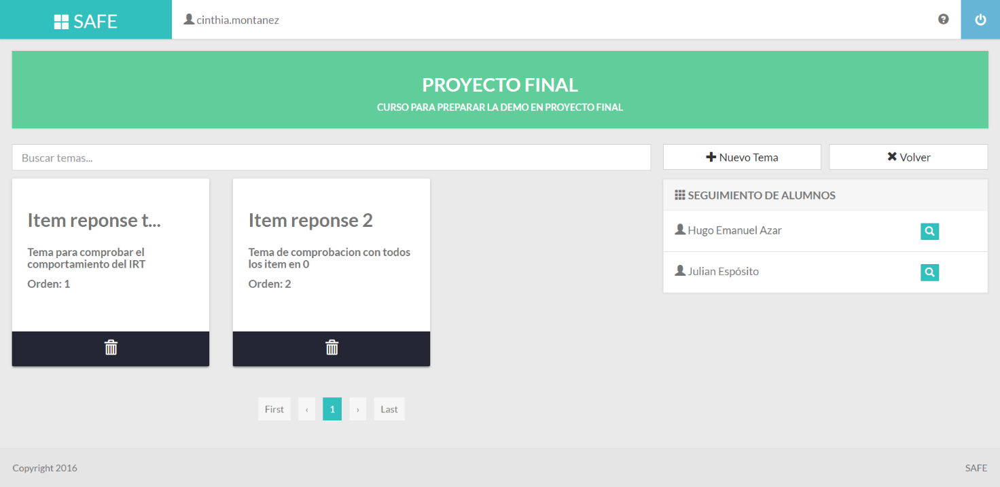 SAFE
cinthia.montanez
PROYECTO FINAL
CURSO PARA PREPARAR LA DEMO EN PROYECTO FINAL
Buscar temas...
Nuevo Tema
Volver
Item reponse t...
Tema para comprobar el
comportamiento del IRT
Orden: 1
Item reponse 2
Tema de comprobacion con todos
los item en 0
Orden: 2
SEGUIMIENTO DE ALUMNOS
Hugo Emanuel Azar
Julian Espósito
First ‹ 1 › Last
Copyright 2016
SAFE